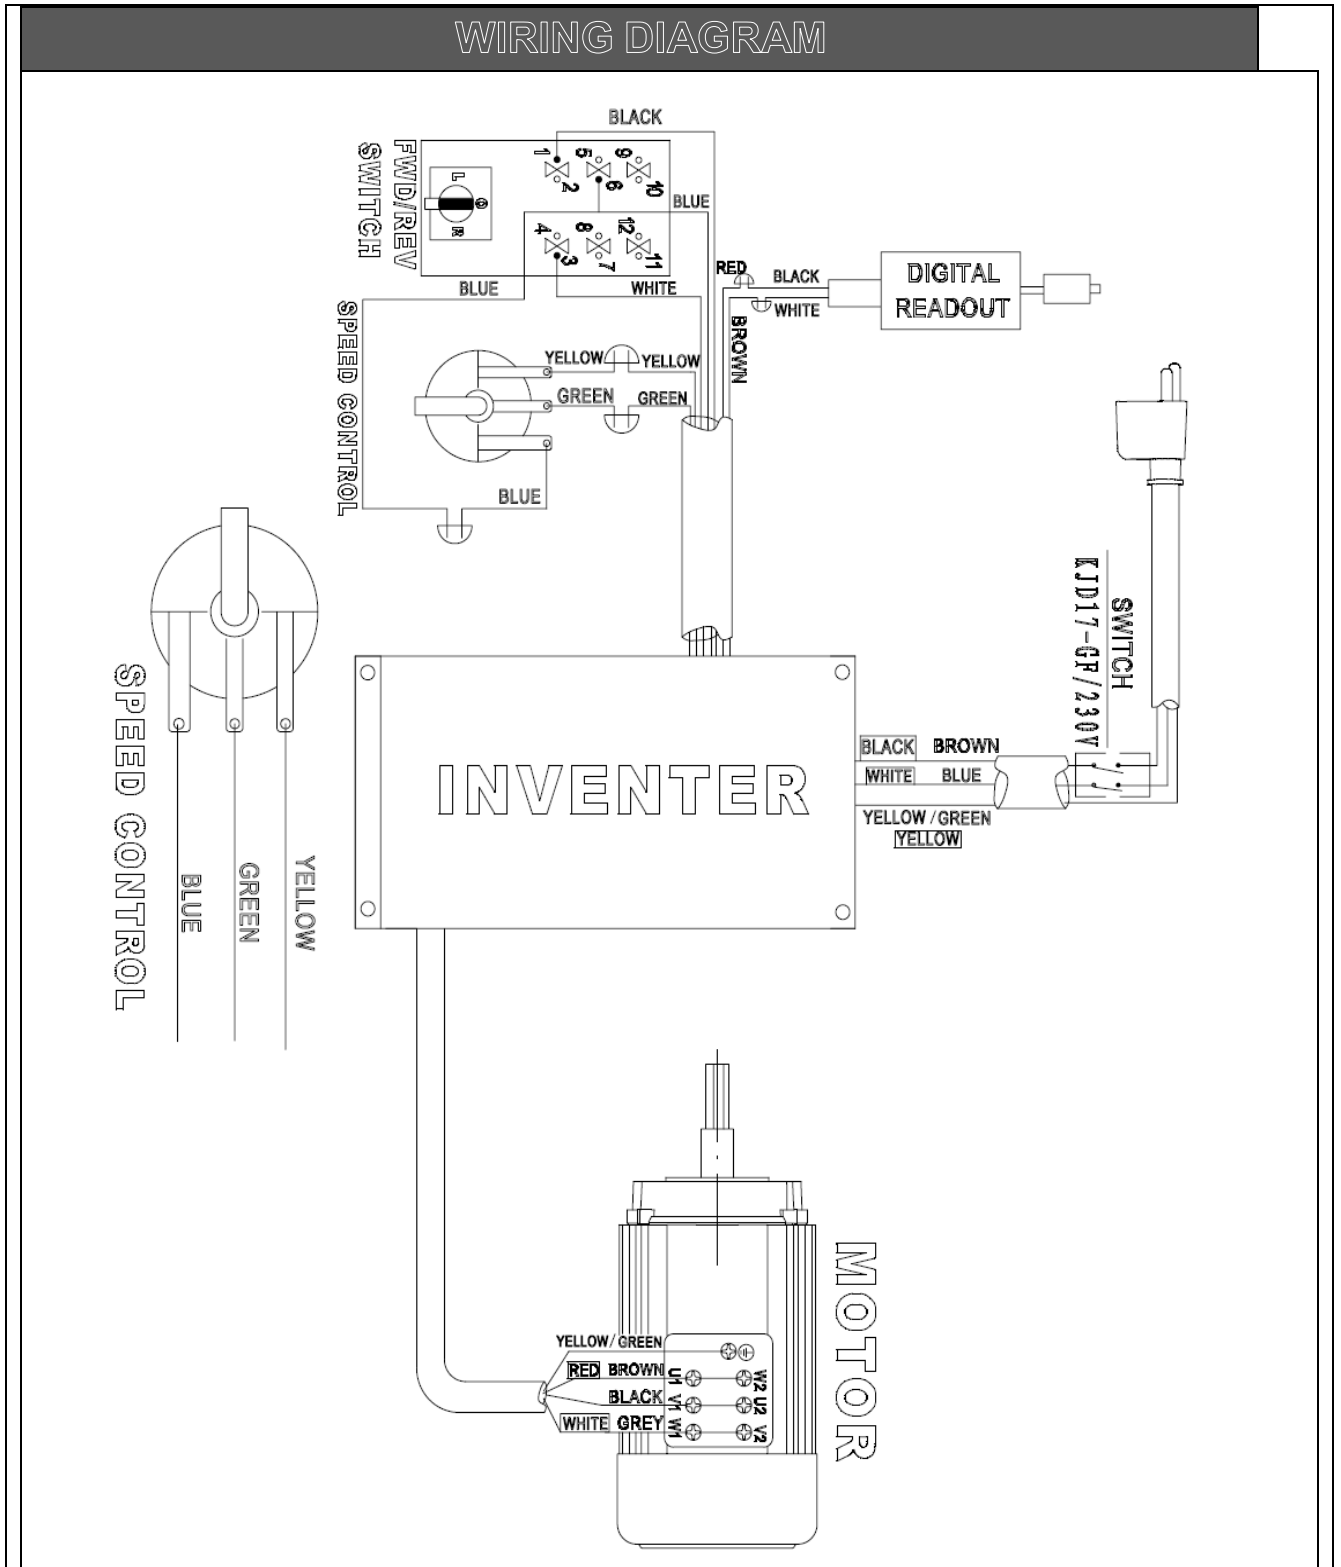 WIRING DIAGRAM
BLACK
FWD/REV
SWITCH
L
O
R
1
5
9
2
6
10
BLUE
4
8
12
3
7
11
BLUE
WHITE
RED
BLACK
WHITE
BROWN
DIGITAL
READOUT
SPEED CONTROL
YELLOW
YELLOW
GREEN
GREEN
BLUE
SWITCH
KJD17-GF/230V
SPEED CONTROL
BLUE
GREEN
YELLOW
INVENTER
BLACK BROWN
WHITE BLUE
YELLOW/GREEN
YELLOW
MOTOR
YELLOW/GREEN
RED BROWN U1 W2
BLACK V1 U2
WHITE GREY W1 V2